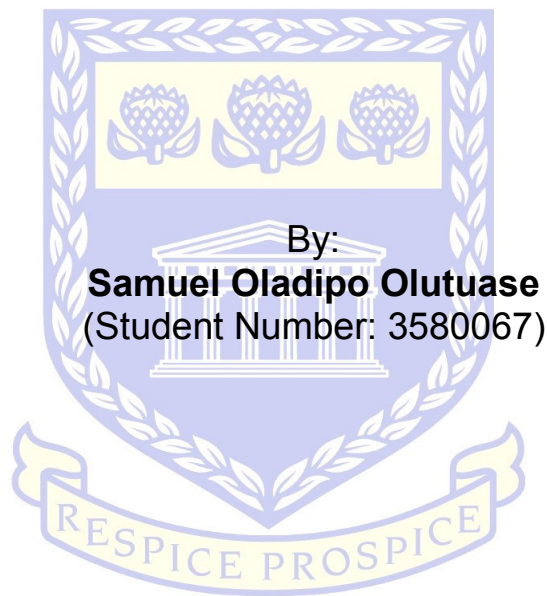 By:
Samuel Oladipo Olutuase
(Student Number: 3580067)
RESPICE PROSPICE